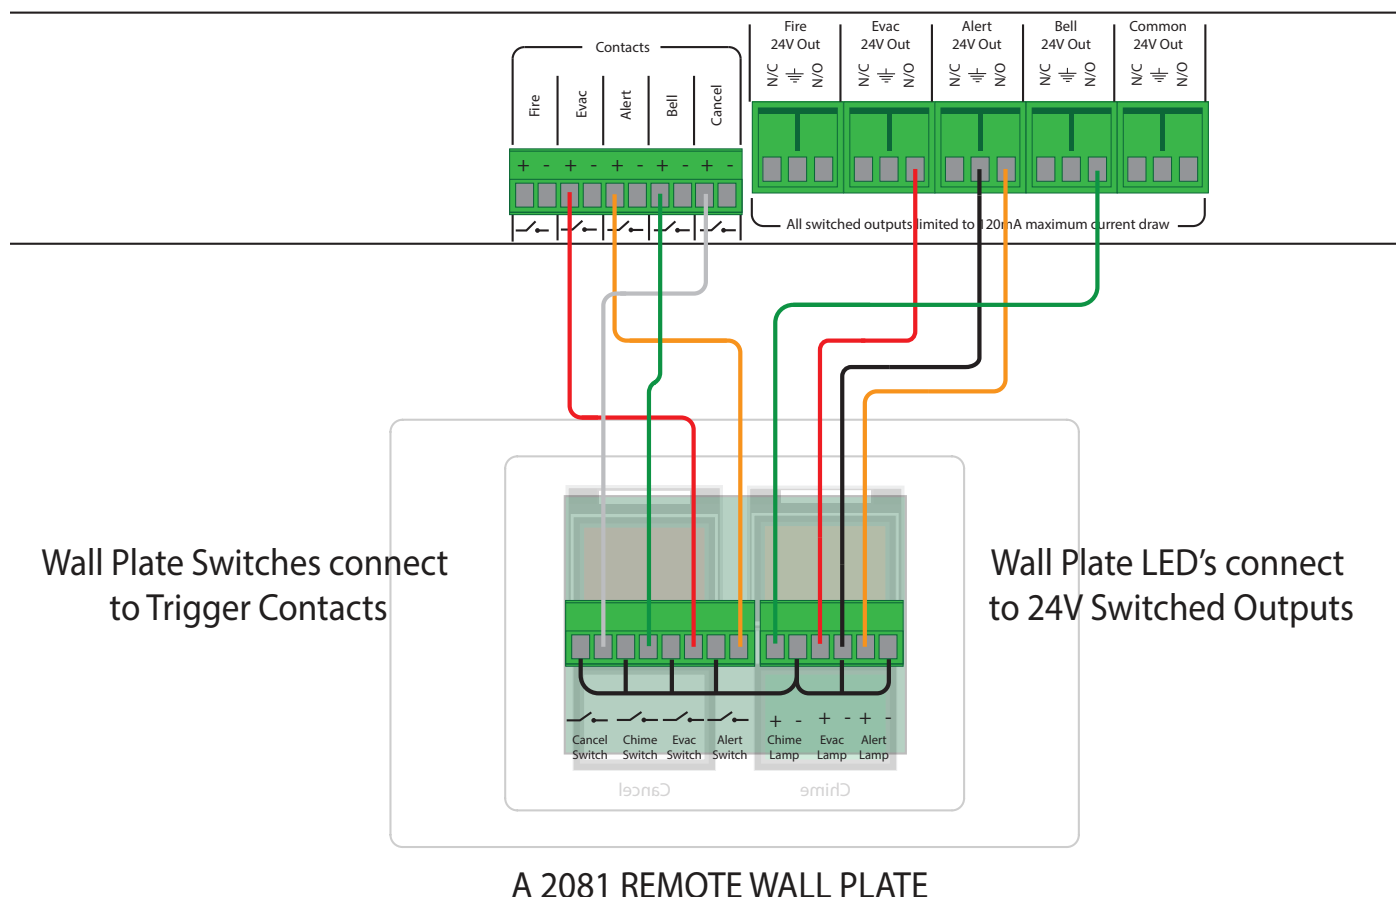 Contacts
Fire
Evac
Alert
Bell
Cancel
+ - + - + - + - + -
Fire
24V Out
Evac
24V Out
Alert
24V Out
Bell
24V Out
Common
24V Out
N/C N/O N/C N/O N/C N/O N/C N/O N/C N/O
All switched outputs limited to 120mA maximum current draw
Wall Plate Switches connect
to Trigger Contacts
Wall Plate LED’s connect
to 24V Switched Outputs
+ - + - + -
Cancel
Switch
Chime
Switch
Evac
Switch
Alert
Switch
Chime
Lamp
Evac
Lamp
Alert
Lamp
Cancel
Chime
A 2081 REMOTE WALL PLATE